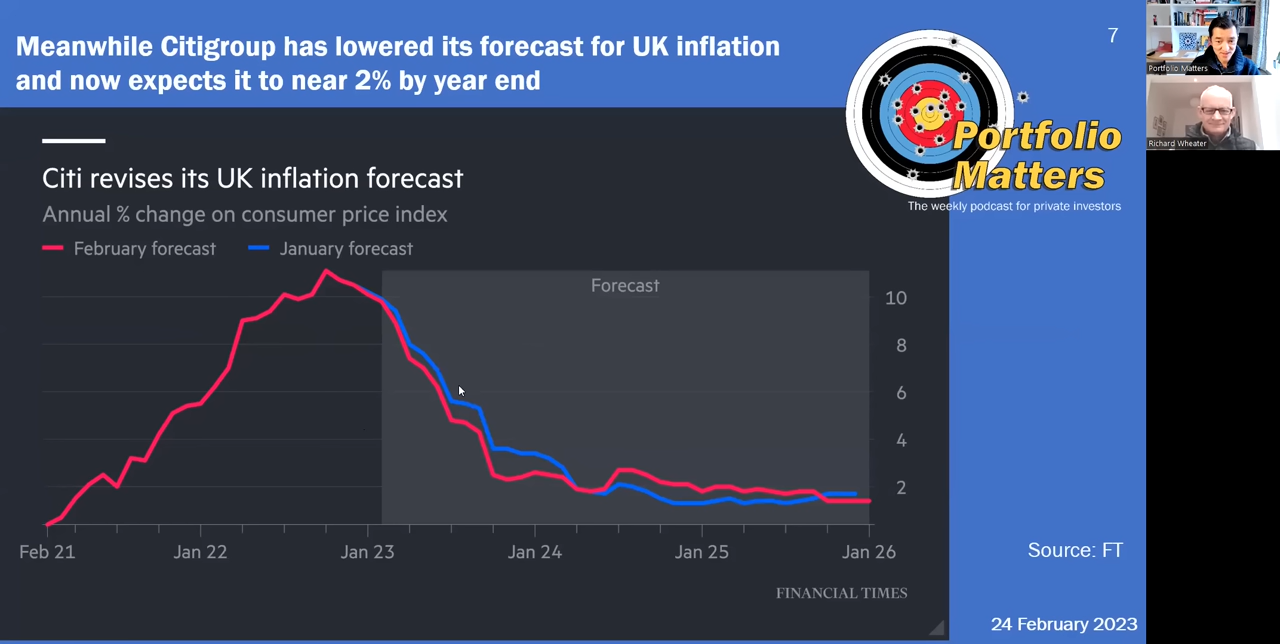 Meanwhile Citigroup has lowered its forecast for UK inflation
and now expects it to near 2% by year end
7
Portfolio Matters
Richard Wheater
Portfolio
Matters
The weekly podcast for private investors
Citi revises its UK inflation forecast
Annual % change on consumer price index
February forecast
January forecast
Forecast
10
8
6
4
2
Feb 21
Jan 22
Jan 23
Jan 24
Jan 25
Jan 26
FINANCIAL TIMES
Source: FT
24 February 2023